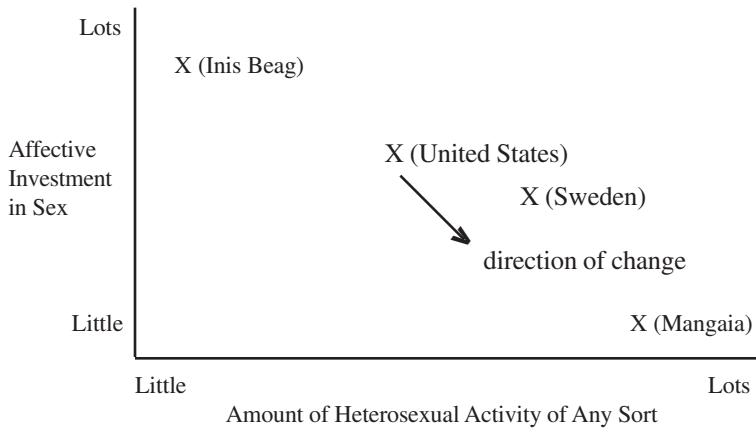 Lots
X (Inis Beag)
Affective
Investment
in Sex
X (United States)
X (Sweden)
direction of change
Little
X (Mangaia)
Little
Lots
Amount of Heterosexual Activity of Any Sort